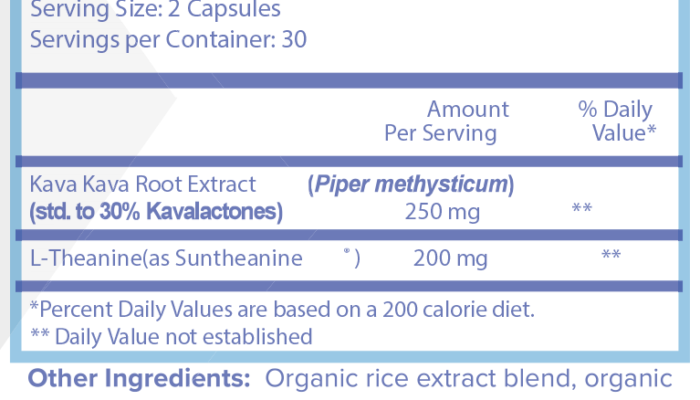 Serving Size: 2 Capsules
Servings per Container: 30
Amount % Daily
Per Serving Value*
Kava Kava Root Extract (Piper methysticum)
(std. to 30% Kavalactones) 250 mg **
L-Theanine(as Suntheanine ®) 200 mg **
*Percent Daily Values are based on a 200 calorie diet.
** Daily Value not established
Other Ingredients: Organic rice extract blend, organic